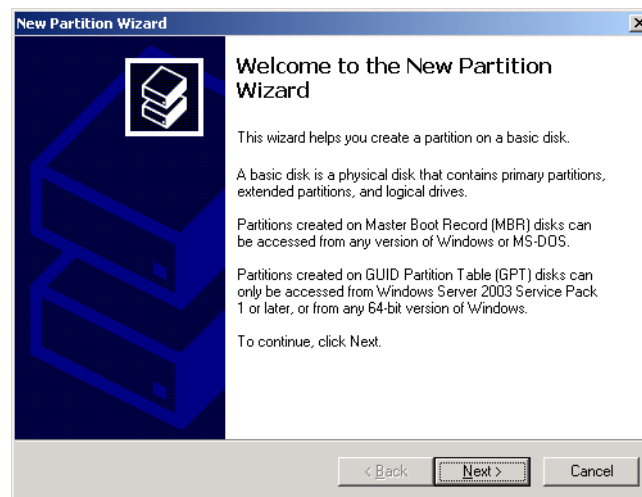 New Partition Wizard
Welcome to the New Partition
Wizard
This wizard helps you create a partition on a basic disk.
A basic disk is a physical disk that contains primary partitions,
extended partitions, and logical drives.
Partitions created on Master Boot Record (MBR) disks can
be accessed from any version of Windows or MS-DOS.
Partitions created on GUID Partition Table (GPT) disks can
only be accessed from Windows Server 2003 Service Pack
1 or later, or from any 64-bit version of Windows.
To continue, click Next.
< Back Next > Cancel